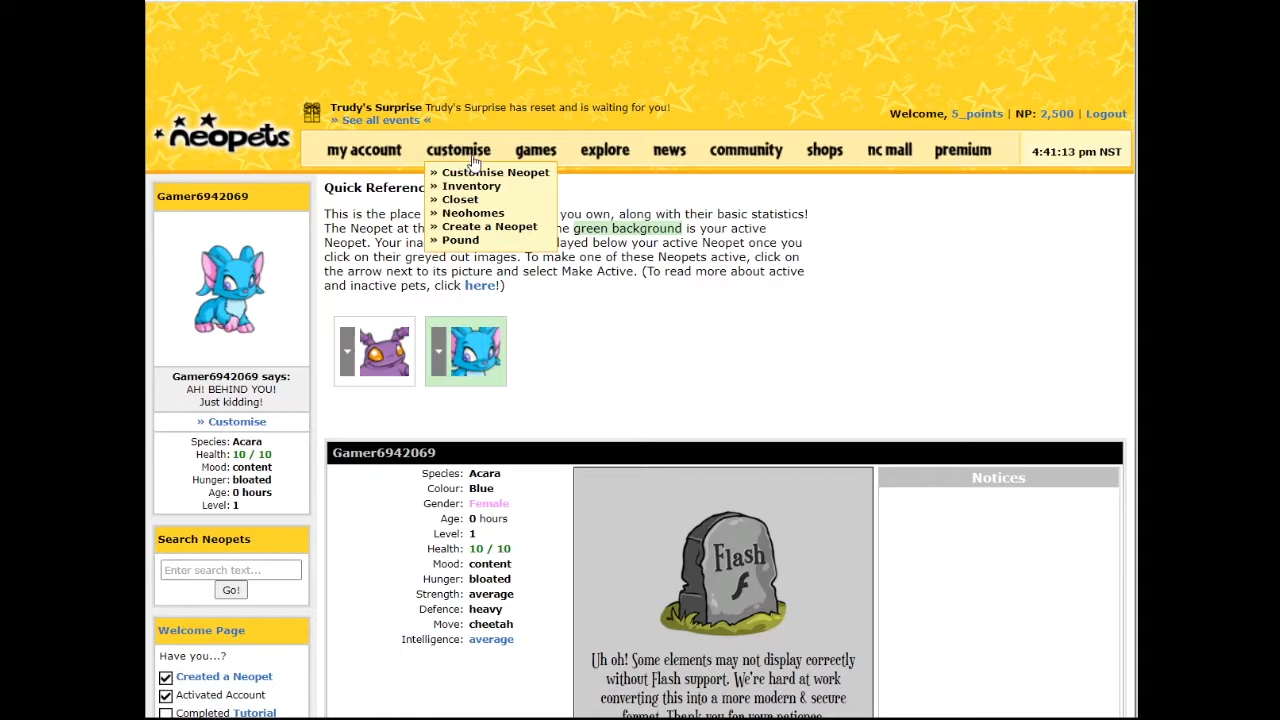 Trudy's Surprise Trudy's Surprise has reset and is waiting for you!
» See all events «
Welcome, 5_points | NP: 2,500 | Logout
neopets
my account customise games explore news community shops nc mall premium 4:41:13 pm NST
» Customise Neopet
» Inventory
» Closet
» Neohomes
» Create a Neopet
» Pound
Gamer6942069
Gamer6942069 says:
AH! BEHIND YOU!
Just kidding!
» Customise
Species: Acara
Health: 10 / 10
Mood: content
Hunger: bloated
Age: 0 hours
Level: 1
Search Neopets
Enter search text...
Go!
Welcome Page
Have you...?
Created a Neopet
Activated Account
Completed Tutorial
Quick Referenc
This is the place you own, along with their basic statistics!
The Neopet at th e green background is your active
Neopet. Your ina layed below your active Neopet once you
click on their greyed out images. To make one of these Neopets active, click on
the arrow next to its picture and select Make Active. (To read more about active
and inactive pets, click here!)
Gamer6942069
Species: Acara
Colour: Blue
Gender: Female
Age: 0 hours
Level: 1
Health: 10 / 10
Mood: content
Hunger: bloated
Strength: average
Defence: heavy
Move: cheetah
Intelligence: average
Flash
f
Uh oh! Some elements may not display correctly
without Flash support. We're hard at work
converting this into a more modern & secure
format. Thank you for your patience
Notices